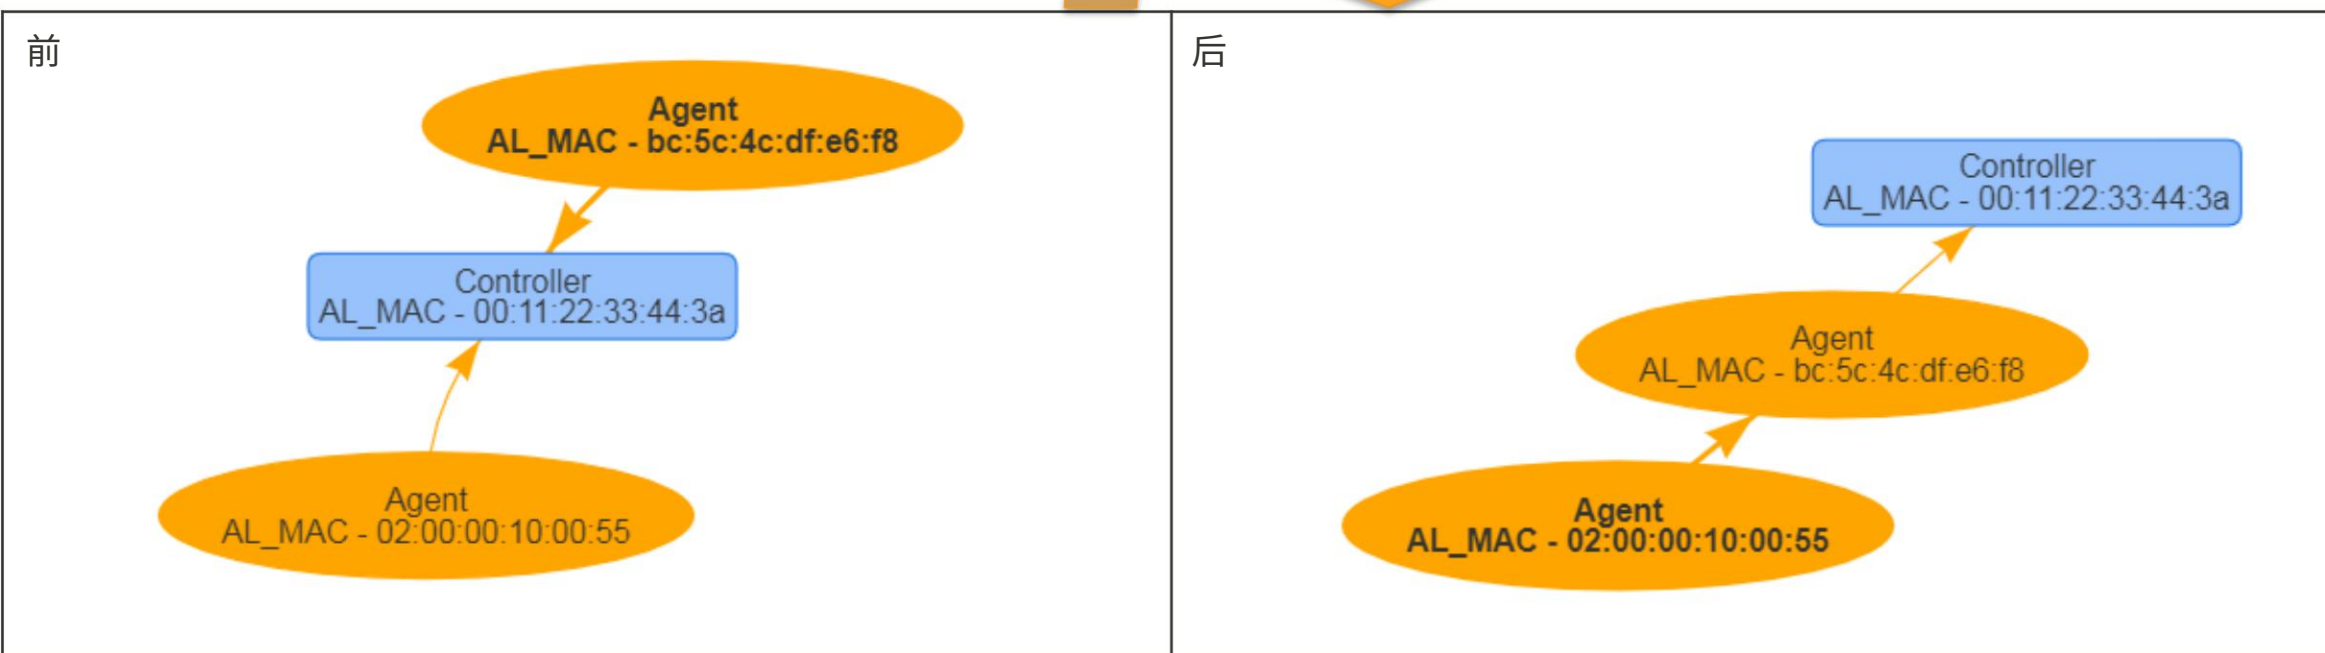 前
Agent
AL_MAC - bc:5c:4c:df:e6:f8
Controller
AL_MAC - 00:11:22:33:44:3a
Agent
AL_MAC - 02:00:00:10:00:55
后
Controller
AL_MAC - 00:11:22:33:44:3a
Agent
AL_MAC - bc:5c:4c:df:e6:f8
Agent
AL_MAC - 02:00:00:10:00:55